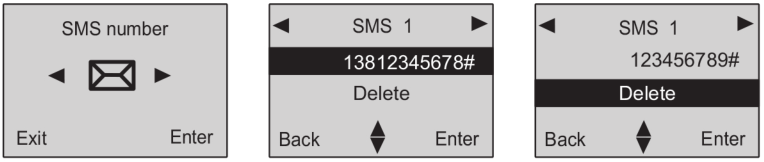 SMS number
Exit Enter
SMS 1
13812345678#
Delete
Back Enter
SMS 1
123456789#
Delete
Back Enter